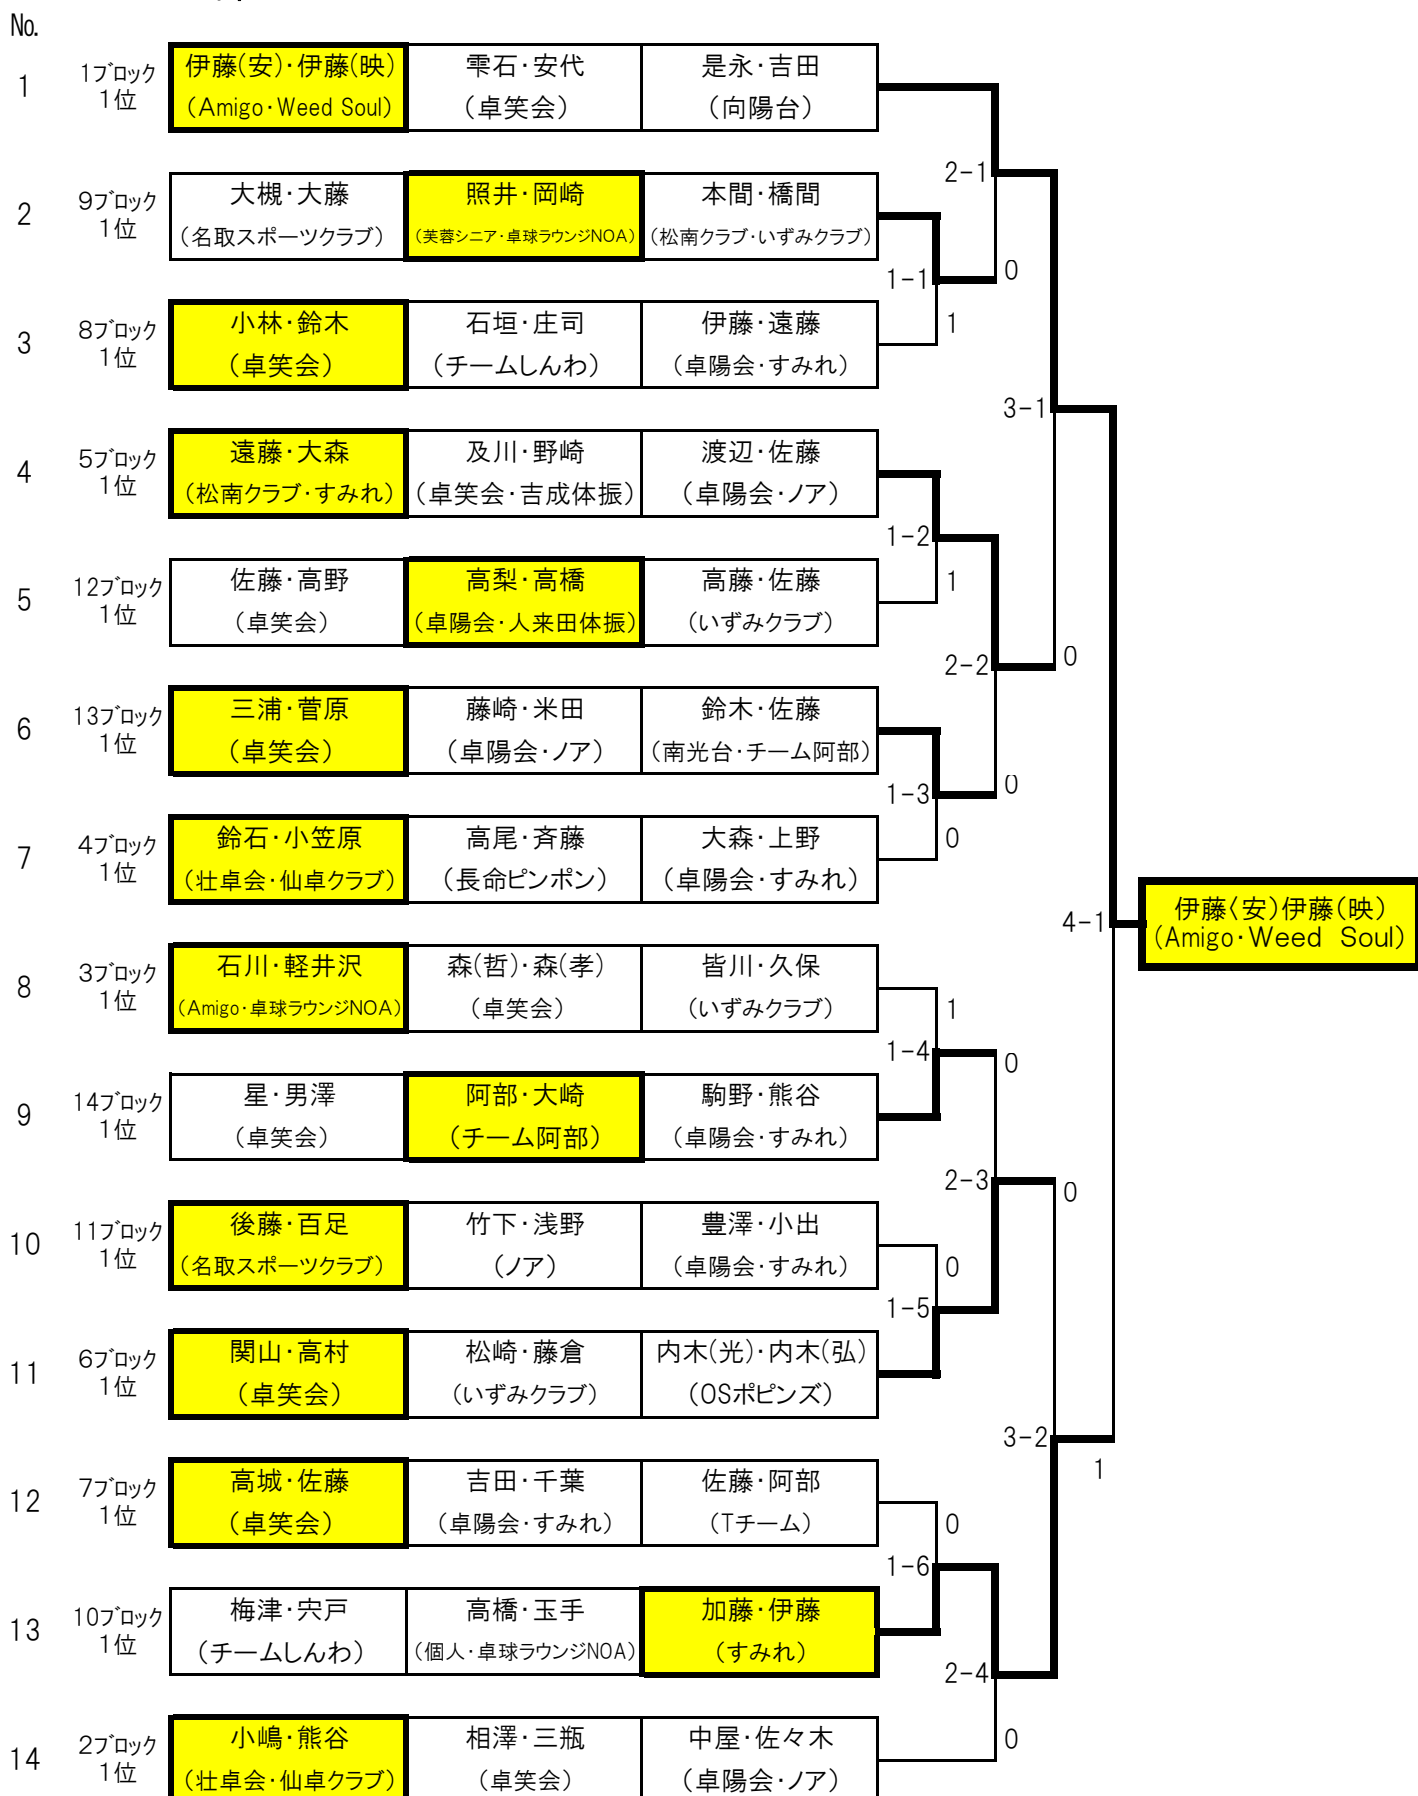 No.
1 1ブロック 1位 伊藤(安)・伊藤(映) 雫石・安代 是永・吉田
(Amigo・Weed Soul) (卓笑会) (向陽台)
2-1
2 9ブロック 1位 大槻・大藤 照井・岡崎 本間・橋間
(名取スポーツクラブ) (芙蓉シニア・卓球ラウンジNOA) (松南クラブ・いずみクラブ)
1-1 0
3 8ブロック 1位 小林・鈴木 石垣・庄司 伊藤・遠藤 1
(卓笑会) (チームしんわ) (卓陽会・すみれ)
3-1
4 5ブロック 1位 遠藤・大森 及川・野崎 渡辺・佐藤
(松南クラブ・すみれ) (卓笑会・吉成体振) (卓陽会・ノア)
1-2
5 12ブロック 1位 佐藤・高野 高梨・高橋 高藤・佐藤 1
(卓笑会) (卓陽会・人来田体振) (いずみクラブ)
2-2 0
6 13ブロック 1位 三浦・菅原 藤崎・米田 鈴木・佐藤
(卓笑会) (卓陽会・ノア) (南光台・チーム阿部)
1-3 0
7 4ブロック 1位 鈴石・小笠原 高尾・斉藤 大森・上野 0
(壮卓会・仙卓クラブ) (長命ピンポン) (卓陽会・すみれ)
4-1 伊藤〈安)伊藤(映)
(Amigo・Weed Soul)
8 3ブロック 1位 石川・軽井沢 森(哲)・森(孝) 皆川・久保
(Amigo・卓球ラウンジNOA) (卓笑会) (いずみクラブ) 1
1-4 0
9 14ブロック 1位 星・男澤 阿部・大崎 駒野・熊谷
(卓笑会) (チーム阿部) (卓陽会・すみれ)
2-3 0
10 11ブロック 1位 後藤・百足 竹下・浅野 豊澤・小出
(名取スポーツクラブ) (ノア) (卓陽会・すみれ) 0
1-5
11 6ブロック 1位 関山・高村 松崎・藤倉 内木(光)・内木(弘)
(卓笑会) (いずみクラブ) (OSポピンズ)
3-2
1
12 7ブロック 1位 高城・佐藤 吉田・千葉 佐藤・阿部
(卓笑会) (卓陽会・すみれ) (Tチーム) 0
1-6
13 10ブロック 1位 梅津・宍戸 高橋・玉手 加藤・伊藤
(チームしんわ) (個人・卓球ラウンジNOA) (すみれ)
2-4
14 2ブロック 1位 小嶋・熊谷 相澤・三瓶 中屋・佐々木 0
(壮卓会・仙卓クラブ) (卓笑会) (卓陽会・ノア)